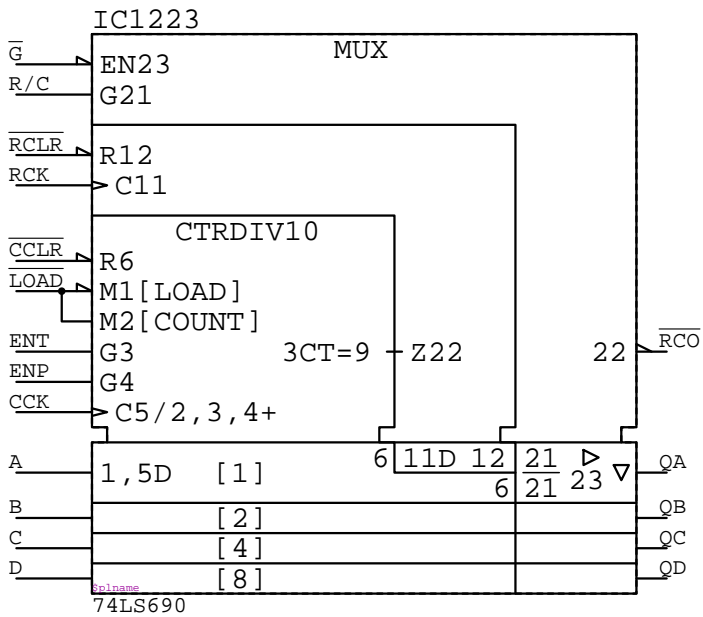 IC1223
MUX
G
EN23
R/C
G21
RCLR
R12
RCK
C11
CTRDIV10
CCLR
R6
LOAD
M1[LOAD]
M2[COUNT]
ENT
G3
3CT=9
Z22
22
RCO
ENP
G4
CCK
C5/2,3,4+
A
1,5D [1]
6 11D 12 21
6 21 23
QA
B
[2]
QB
C
[4]
QC
D
[8]
QD
Splname
74LS690